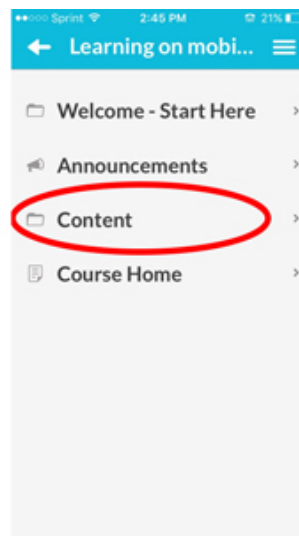 Sprint 2:45 PM 21%
Learning on mobi...
Welcome - Start Here
Announcements
Content
Course Home